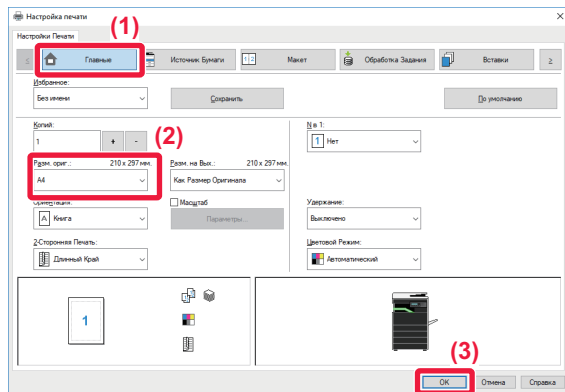 Настройка печати
(1)
Настройки Печати
Главные
Источник Бумаги
1 2
Макет
Обработка Задания
Вставки
Избранное:
Без имени
Сохранить
По умолчанию
Копий:
N в 1:
1
+
-
(2)
1
Нет
Разм. ориг.:
210 x 297 мм.
Разм. на Вых.:
210 x 297 мм.
A4
Как Размер Оригинала
Ориентация:
Масштаб
Удержание:
A
Книга
Параметры...
Выключено
2-Сторонняя Печать:
Цветовой Режим:
Длинный Край
Автоматический
1
(3)
OK
Отмена
Справка